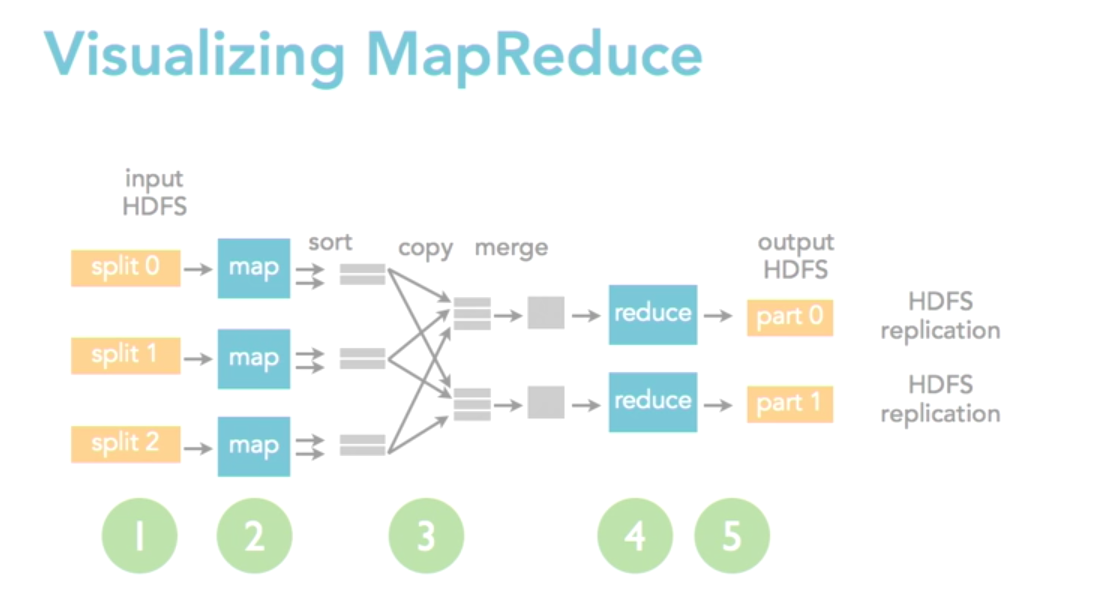 Visualizing MapReduce
input
HDFS
sort
copy
merge
output
HDFS
split 0
map
reduce
part 0
HDFS
replication
split 1
map
reduce
part 1
HDFS
replication
split 2
map
1
2
3
4
5